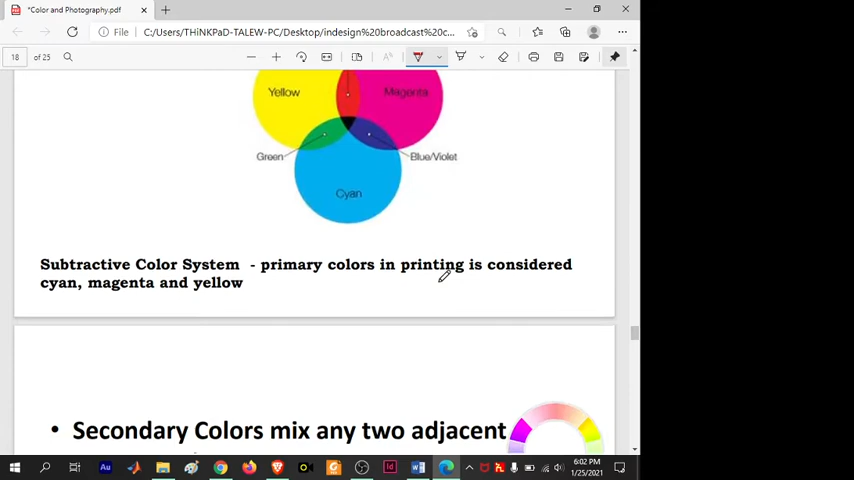 *Color and Photography.pdf
File
C:/Users/THiNKPaD-TALEW-PC/Desktop/indesign%20broadcast%20c...
18
of 25
Yellow
Magenta
Green
Blue/Violet
Cyan
Subtractive Color System - primary colors in printing is considered
cyan, magenta and yellow
• Secondary Colors mix any two adjacent
Au
Id
6:02 PM
1/25/2021